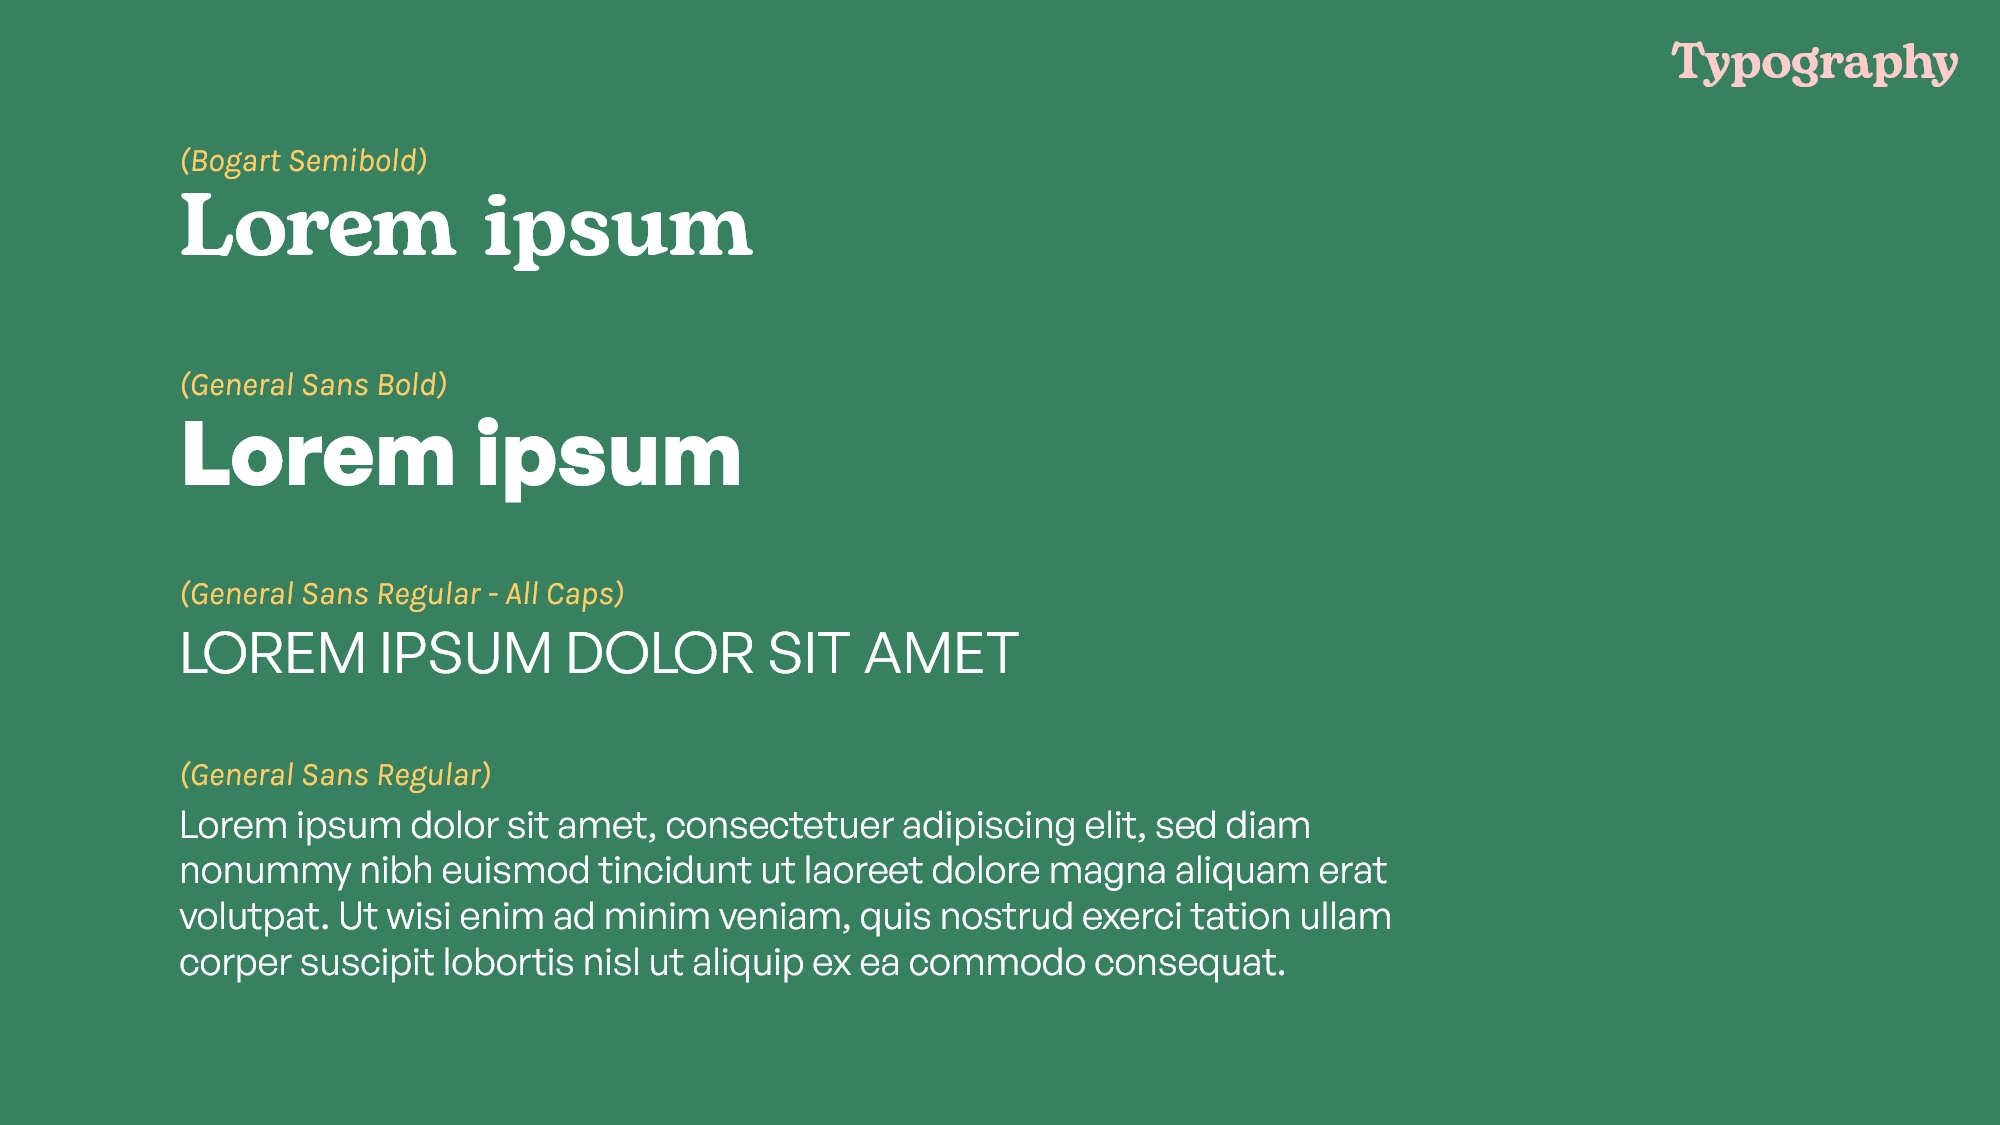 Typography
(Bogart Semibold)
Lorem ipsum
(General Sans Bold)
Lorem ipsum
(General Sans Regular - All Caps)
LOREM IPSUM DOLOR SIT AMET
(General Sans Regular)
Lorem ipsum dolor sit amet, consectetuer adipiscing elit, sed diam
nonummy nibh euismod tincidunt ut laoreet dolore magna aliquam erat
volutpat. Ut wisi enim ad minim veniam, quis nostrud exerci tation ullam
corper suscipit lobortis nisl ut aliquip ex ea commodo consequat.